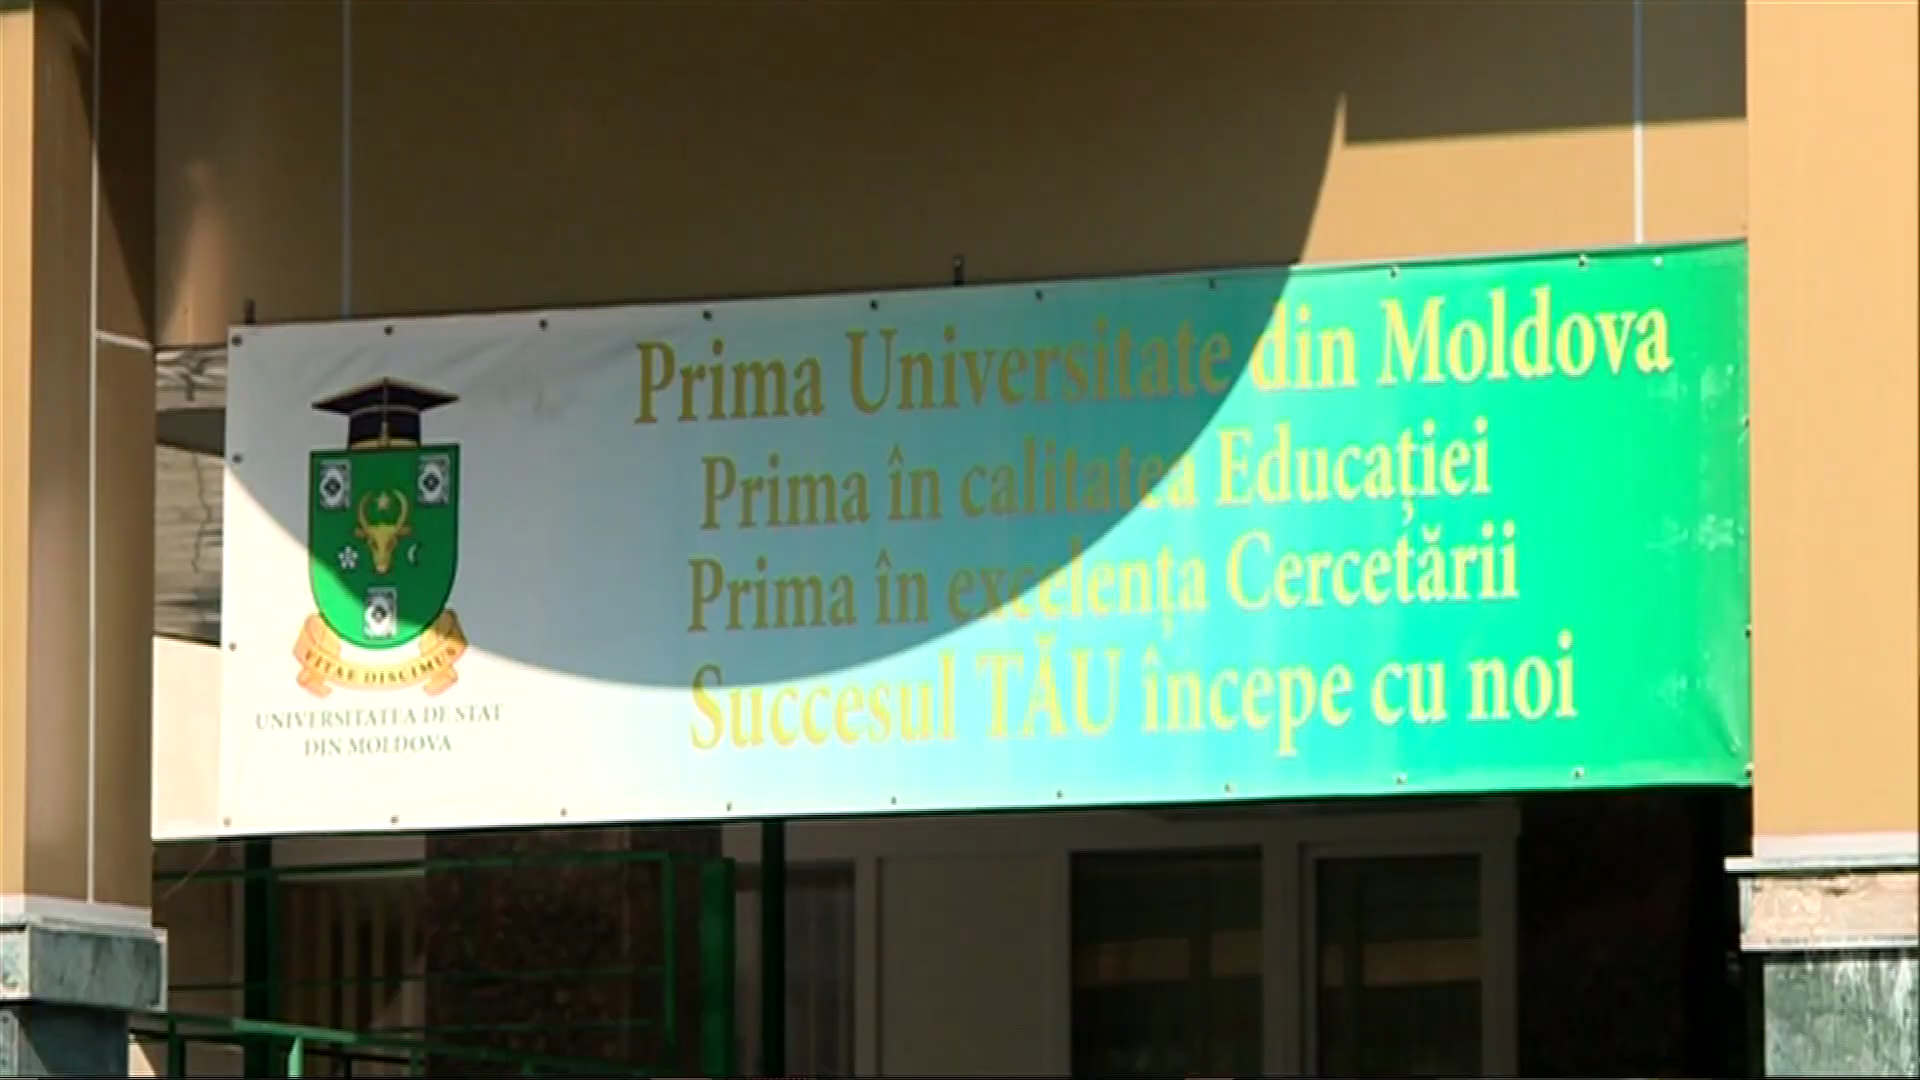 Prima Universitate din Moldova
Prima în calitatea Educației
Prima în excelența Cercetării
Succesul TĂU începe cu noi
VITAE DISCIMUS
UNIVERSITATEA DE STAT
DIN MOLDOVA